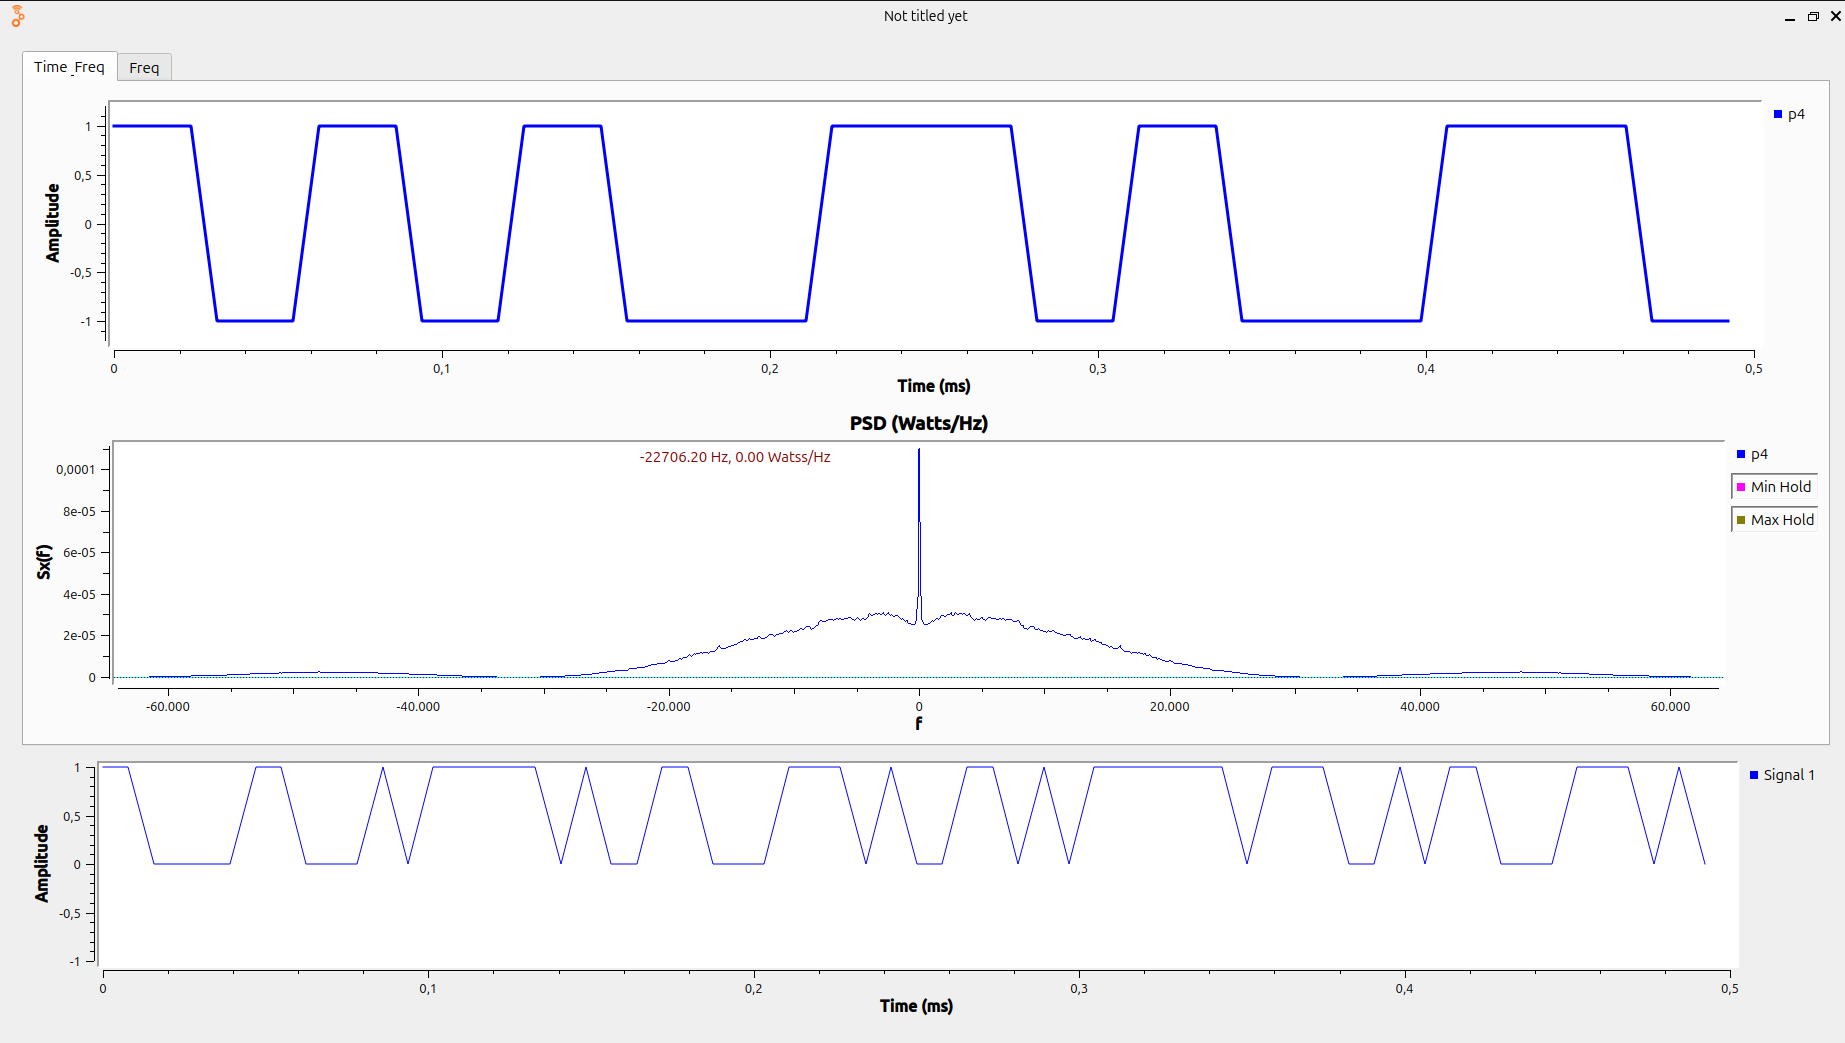 Not titled yet
Time_Freq
Freq
1
0,5
0
-0,5
-1
Amplitude
p4
0 0,1 0,2 0,3 0,4 0,5
Time (ms)
PSD (Watts/Hz)
-22706.20 Hz, 0.00 Watss/Hz
0,0001
8e-05
6e-05
4e-05
2e-05
0
Sx(f)
p4
Min Hold
Max Hold
-60.000 -40.000 -20.000 0 20.000 40.000 60.000
f
1
0,5
0
-0,5
-1
Amplitude
Signal 1
0 0,1 0,2 0,3 0,4 0,5
Time (ms)